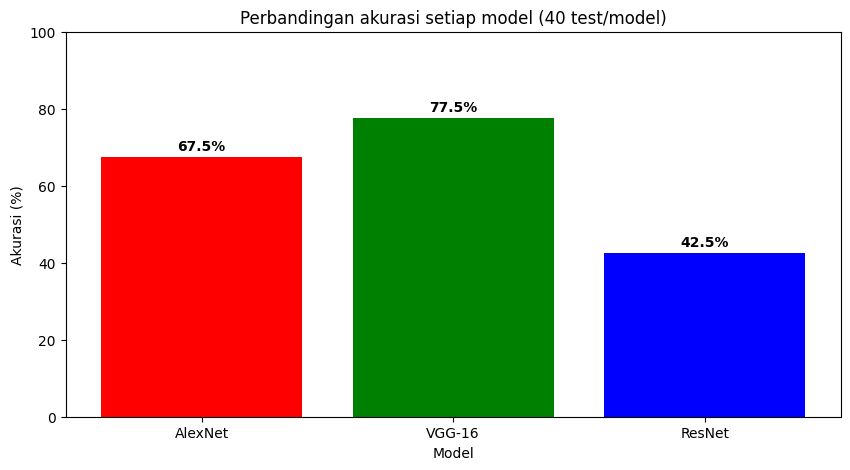 Perbandingan akurasi setiap model (40 test/model)
100
80
60
40
20
0
Akurasi (%)
67.5%
77.5%
42.5%
AlexNet
VGG-16
ResNet
Model